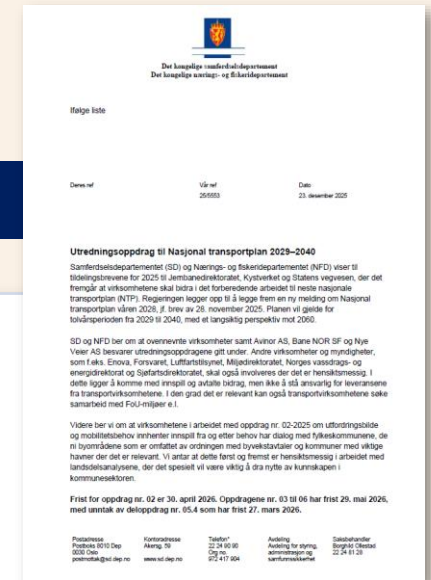 Det kongelige samferdselsdepartement
Det kongelige nærings- og fiskeridepartement
Ifølge liste
Deres ref
Vår ref
Dato
25/5553
23. desember 2025
Utredningsoppdrag til Nasjonal transportplan 2029–2040
Samferdselsdepartementet (SD) og Nærings- og fiskeridepartementet (NFD) viser til
tildelingsbrevene for 2025 til Jernbanedirektoratet, Kystverket og Statens vegvesen, der det
fremgår at virksomhetene skal bidra i det forberedende arbeidet til neste nasjonale
transportplan (NTP). Regjeringen legger opp til å legge frem en ny melding om Nasjonal
transportplan våren 2028, jf. brev av 28. november 2025. Planen vil gjelde for
tolvårsperioden fra 2029 til 2040, med et langsiktig perspektiv mot 2060.
SD og NFD ber om at ovennevnte virksomheter samt Avinor AS, Bane NOR SF og Nye
Veier AS besvarer utredningsoppdragene gitt under. Andre virksomheter og myndigheter,
som f.eks. Enova, Forsvaret, Luftfartstilsynet, Miljødirektoratet, Norges vassdrags- og
energidirektorat og Sjøfartsdirektoratet, skal også involveres der det er hensiktsmessig. I
dette ligger å komme med innspill og avtalte bidrag, men ikke å stå ansvarlig for leveransene
fra transportvirksomhetene. I den grad det er relevant kan også transportvirksomhetene søke
samarbeid med FoU-miljøer e.l.
Videre ber vi om at virksomhetene i arbeidet med oppdrag nr. 02-2025 om utfordringsbilde
og mobilitetsbehov innhenter innspill fra og etter behov har dialog med fylkeskommunene, de
ni byområdene som er omfattet av ordningen med byvekstavtaler og kommuner med viktige
havner der det er relevant. Vi antar at dette først og fremst er hensiktsmessig i arbeidet med
landsdelsanalysene, der det spesielt vil være viktig å dra nytte av kunnskapen i
kommunesektoren.
Frist for oppdrag nr. 02 er 30. april 2026. Oppdragene nr. 03 til 06 har frist 29. mai 2026,
med unntak av deloppdrag nr. 05.4 som har frist 27. mars 2026.
Postadresse
Postboks 8010 Dep
0030 Oslo
postmottak@sd.dep.no
Kontoradresse
Akersg. 59
www.sd.dep.no
Telefon*
22 24 90 90
Org no.
972 417 904
Avdeling
Avdeling for styring,
administrasjon og
samfunnssikkerhet
Saksbehandler
Borghild Ollestad
22 24 81 28